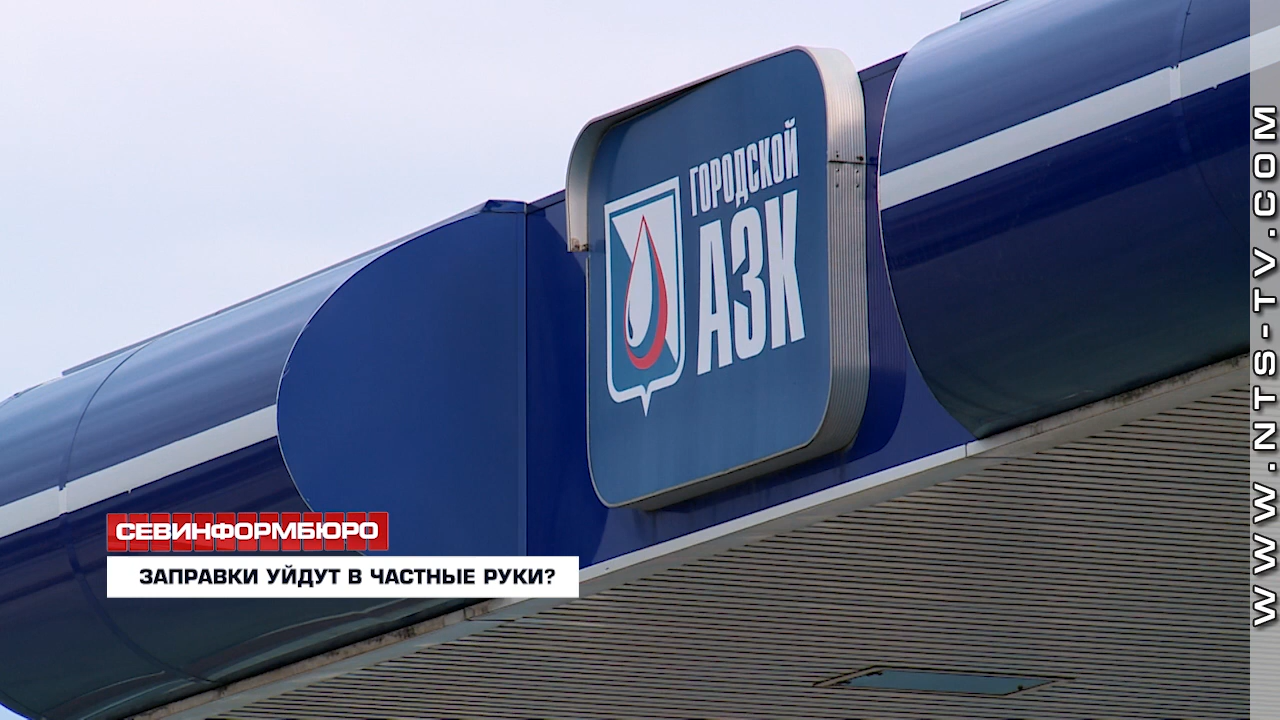 ГОРОДСКОЙ
АЗК
СЕВИНФОРМБЮРО
ЗАПРАВКИ УЙДУТ В ЧАСТНЫЕ РУКИ?
WWW.NTS-TV.COM